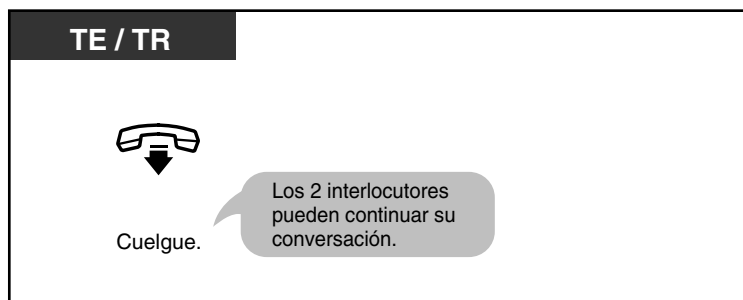 TE / TR
Los 2 interlocutores
pueden continuar su
conversación.
Cuelgue.